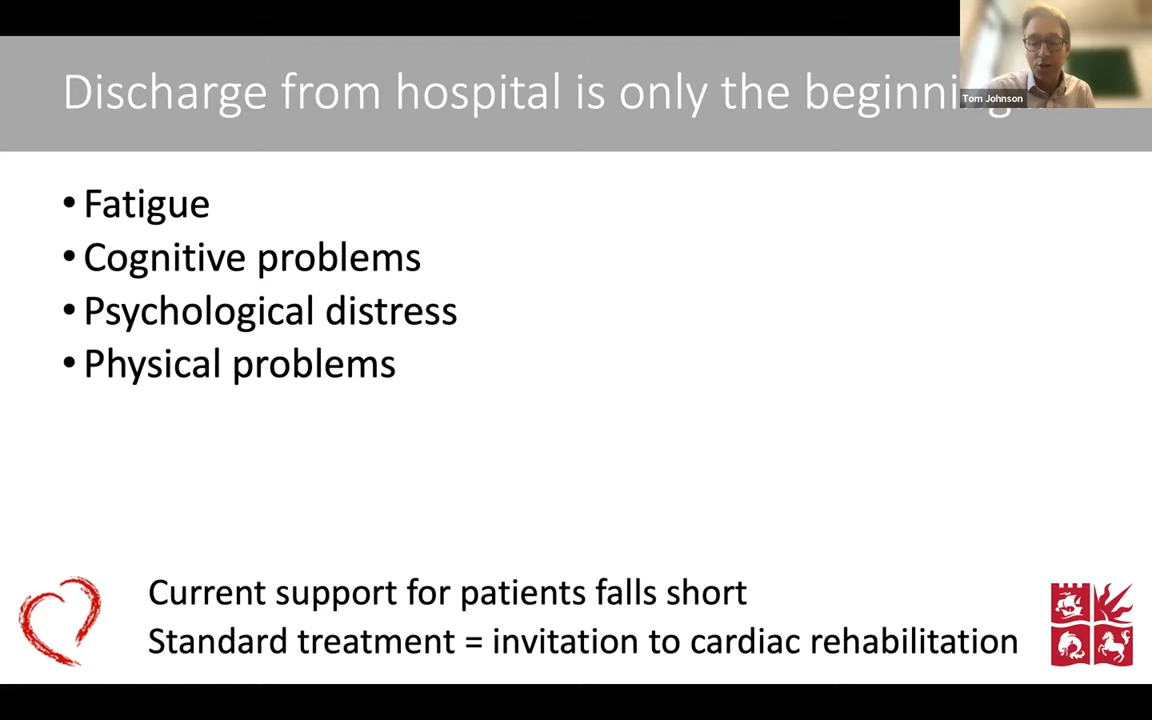 Discharge from hospital is only the
Tom Johnson
• Fatigue
• Cognitive problems
• Psychological distress
• Physical problems
Current support for patients falls short
Standard treatment = invitation to cardiac rehabilitation